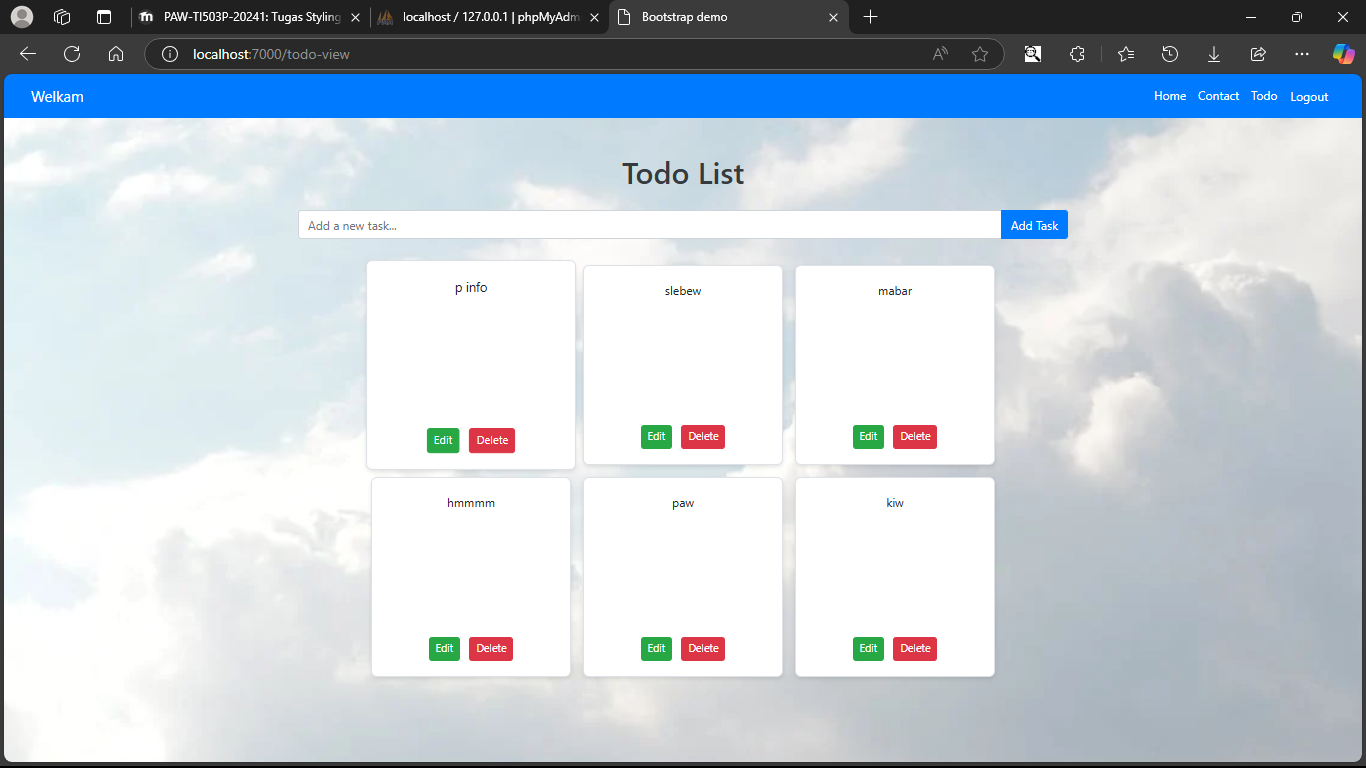 PAW-TI503P-20241: Tugas Styling
localhost / 127.0.0.1 | phpMyAdm
Bootstrap demo
localhost:7000/todo-view
Welkam
Home Contact Todo Logout
Todo List
Add a new task... Add Task
p info slebew mabar
Edit Delete Edit Delete Edit Delete
hmmmm paw kiw
Edit Delete Edit Delete Edit Delete